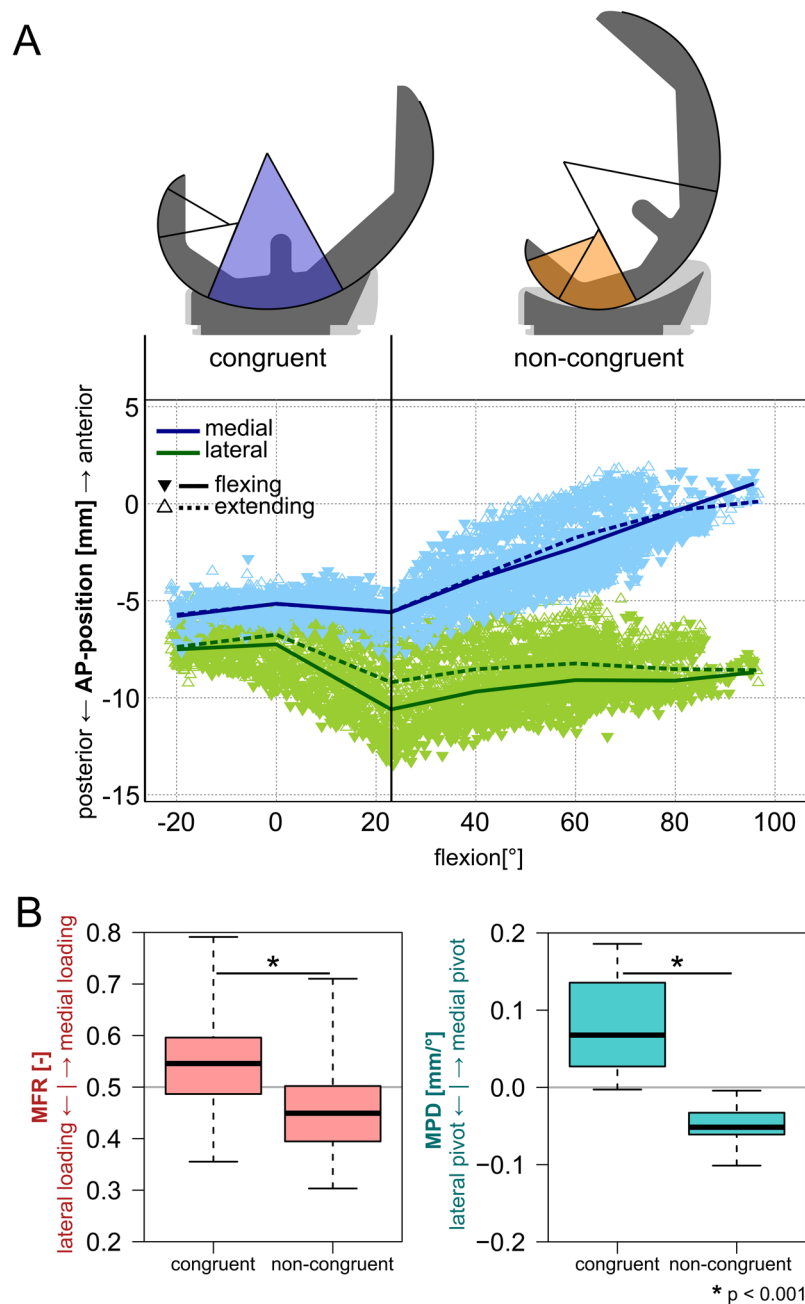 A
congruent
non-congruent
posterior ← AP-position [mm] → anterior
5
0
-5
-10
-15
medial
lateral
flexing
extending
-20
0
20
40
60
80
100
flexion[°]
B
MFR [-]
lateral loading ← | → medial loading
0.8
0.7
0.6
0.5
0.4
0.3
0.2
*
congruent
non-congruent
MPD [mm/°]
lateral pivot ← | → medial pivot
0.2
0.1
0.0
−0.1
−0.2
*
congruent
non-congruent
* p < 0.001